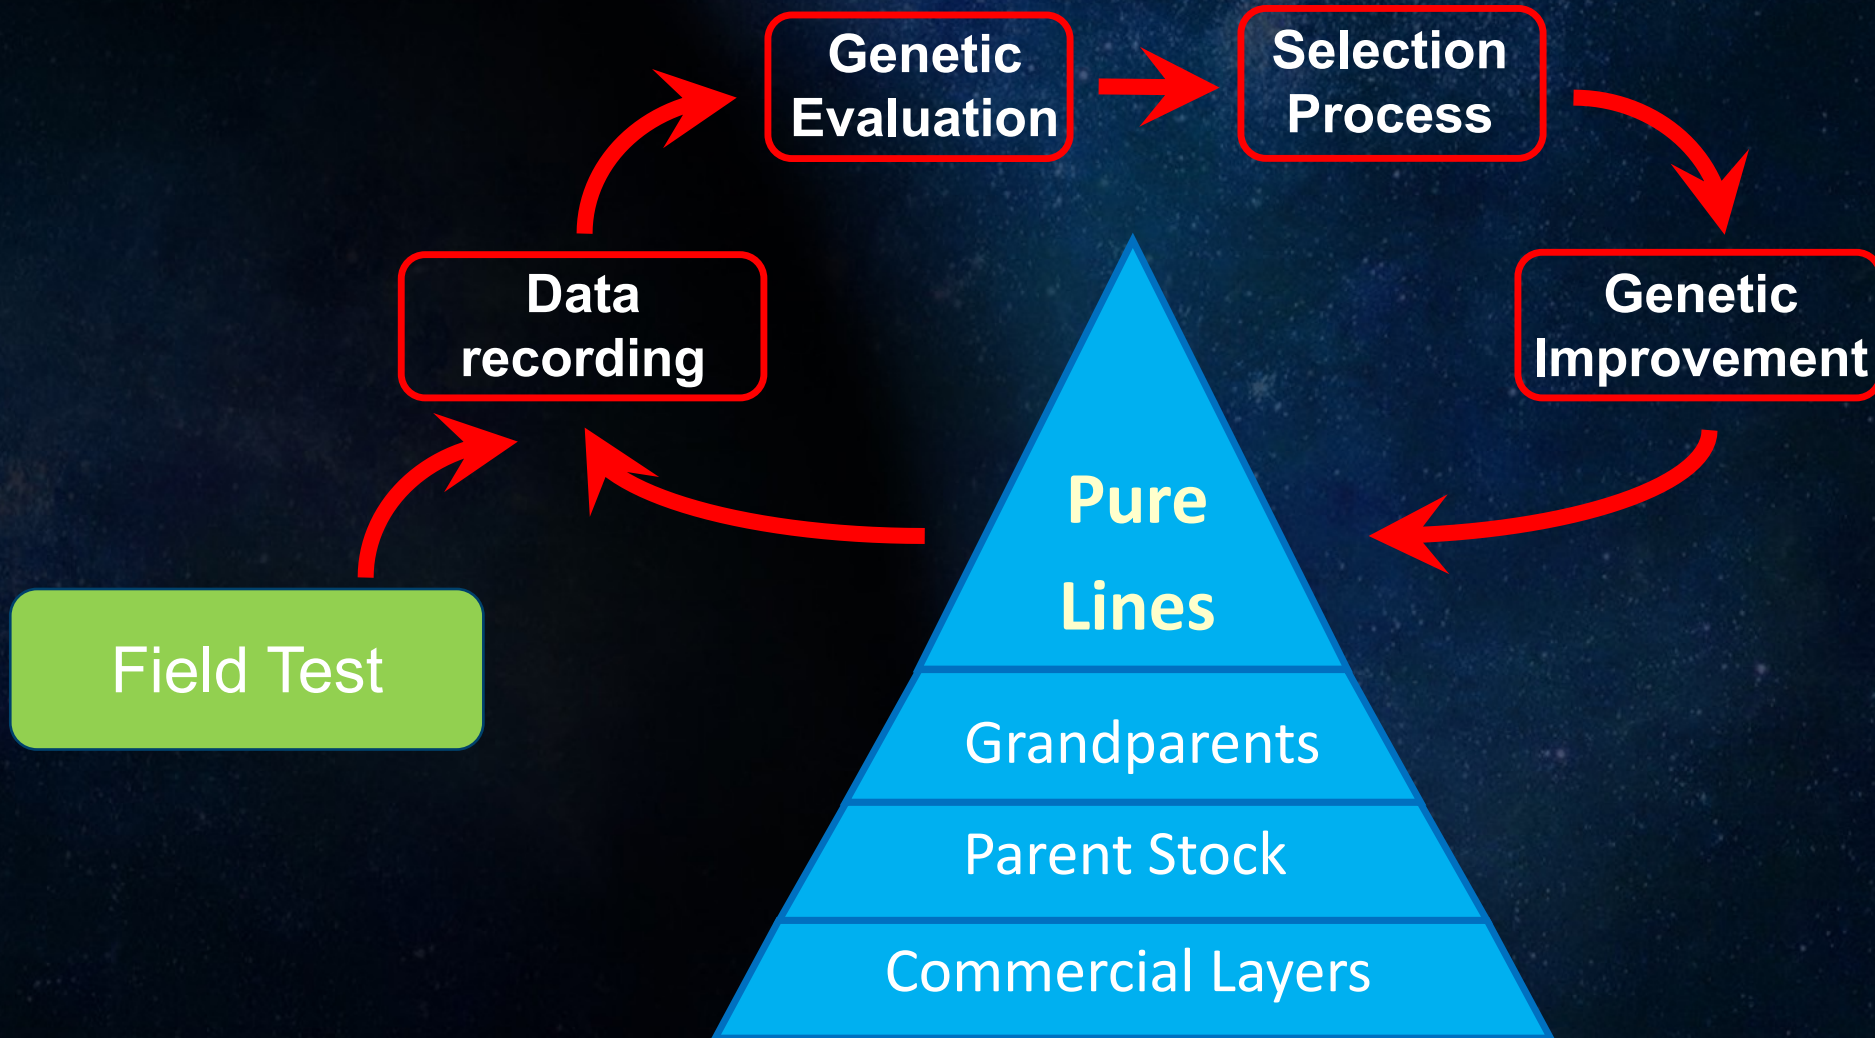 Genetic
Evaluation
Selection
Process
Data
recording
Genetic
Improvement
Pure
Lines
Field Test
Grandparents
Parent Stock
Commercial Layers